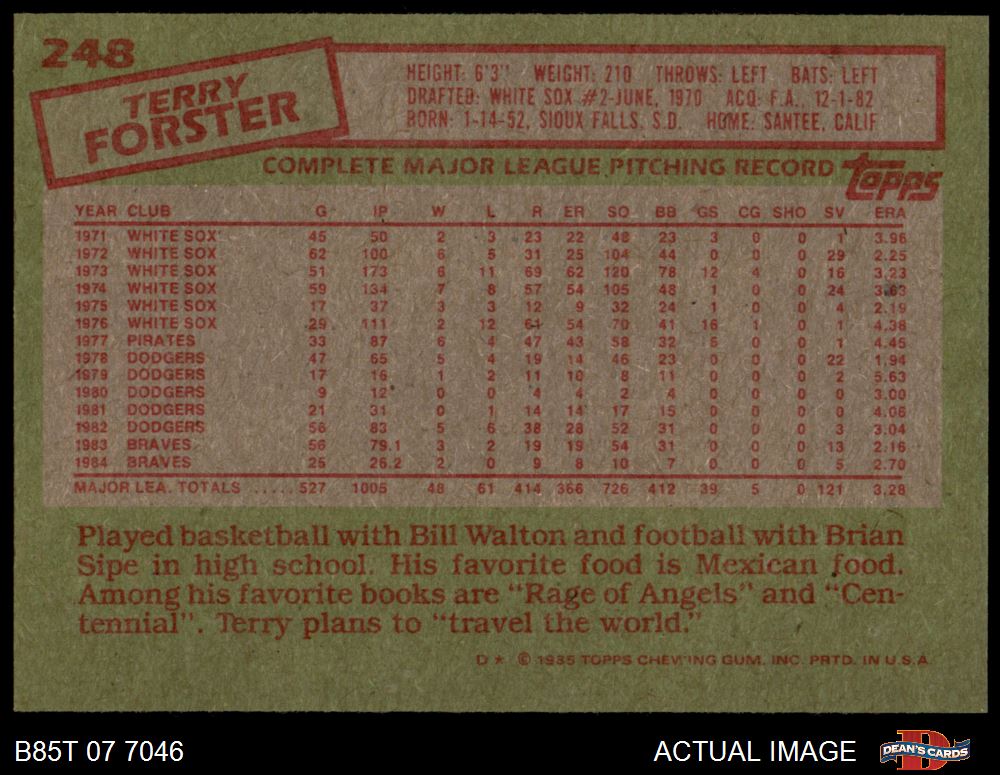 248
TERRY
FORSTER
HEIGHT: 6'3" WEIGHT: 210 THROWS: LEFT BATS: LEFT
DRAFTED: WHITE SOX #2-JUNE, 1970 ACQ: F.A., 12-1-82
BORN: 1-14-52, SIOUX FALLS, S.D. HOME: SANTEE, CALIF
COMPLETE MAJOR LEAGUE PITCHING RECORD
TOPPS
YEAR CLUB G IP W L R ER SO BB GS CG SHO SV ERA
1971 WHITE SOX 45 50 2 3 23 22 48 23 3 0 0 1 3.96
1972 WHITE SOX 62 100 6 5 31 25 104 44 0 0 0 29 2.25
1973 WHITE SOX 51 173 6 11 69 62 120 78 12 4 0 16 3.23
1974 WHITE SOX 59 134 7 8 57 54 105 48 1 0 0 24 3.63
1975 WHITE SOX 17 37 3 3 12 9 32 24 1 0 0 4 2.19
1976 WHITE SOX 29 111 2 12 61 54 70 41 16 1 0 1 4.38
1977 PIRATES 33 87 6 4 47 43 58 32 6 0 0 1 4.45
1978 DODGERS 47 65 5 4 19 14 46 23 0 0 0 22 1.94
1979 DODGERS 17 16 1 2 11 10 8 11 0 0 0 2 5.63
1980 DODGERS 9 12 0 0 4 4 2 4 0 0 0 0 3.00
1981 DODGERS 21 31 0 1 14 14 17 15 0 0 0 0 4.06
1982 DODGERS 56 83 5 6 38 28 52 31 0 0 0 3 3.04
1983 BRAVES 56 79.1 3 2 19 19 54 31 0 0 0 13 2.16
1984 BRAVES 25 26.2 2 0 9 8 10 7 0 0 0 5 2.70
MAJOR LEA. TOTALS ..... 527 1005 48 61 414 366 726 412 39 5 0 121 3.28
Played basketball with Bill Walton and football with Brian
Sipe in high school. His favorite food is Mexican food.
Among his favorite books are "Rage of Angels" and "Cen-
tennial". Terry plans to "travel the world."
D * © 1985 TOPPS CHEWING GUM, INC. PRTD. IN U.S.A.
B85T 07 7046
ACTUAL IMAGE
DEAN'S CARDS